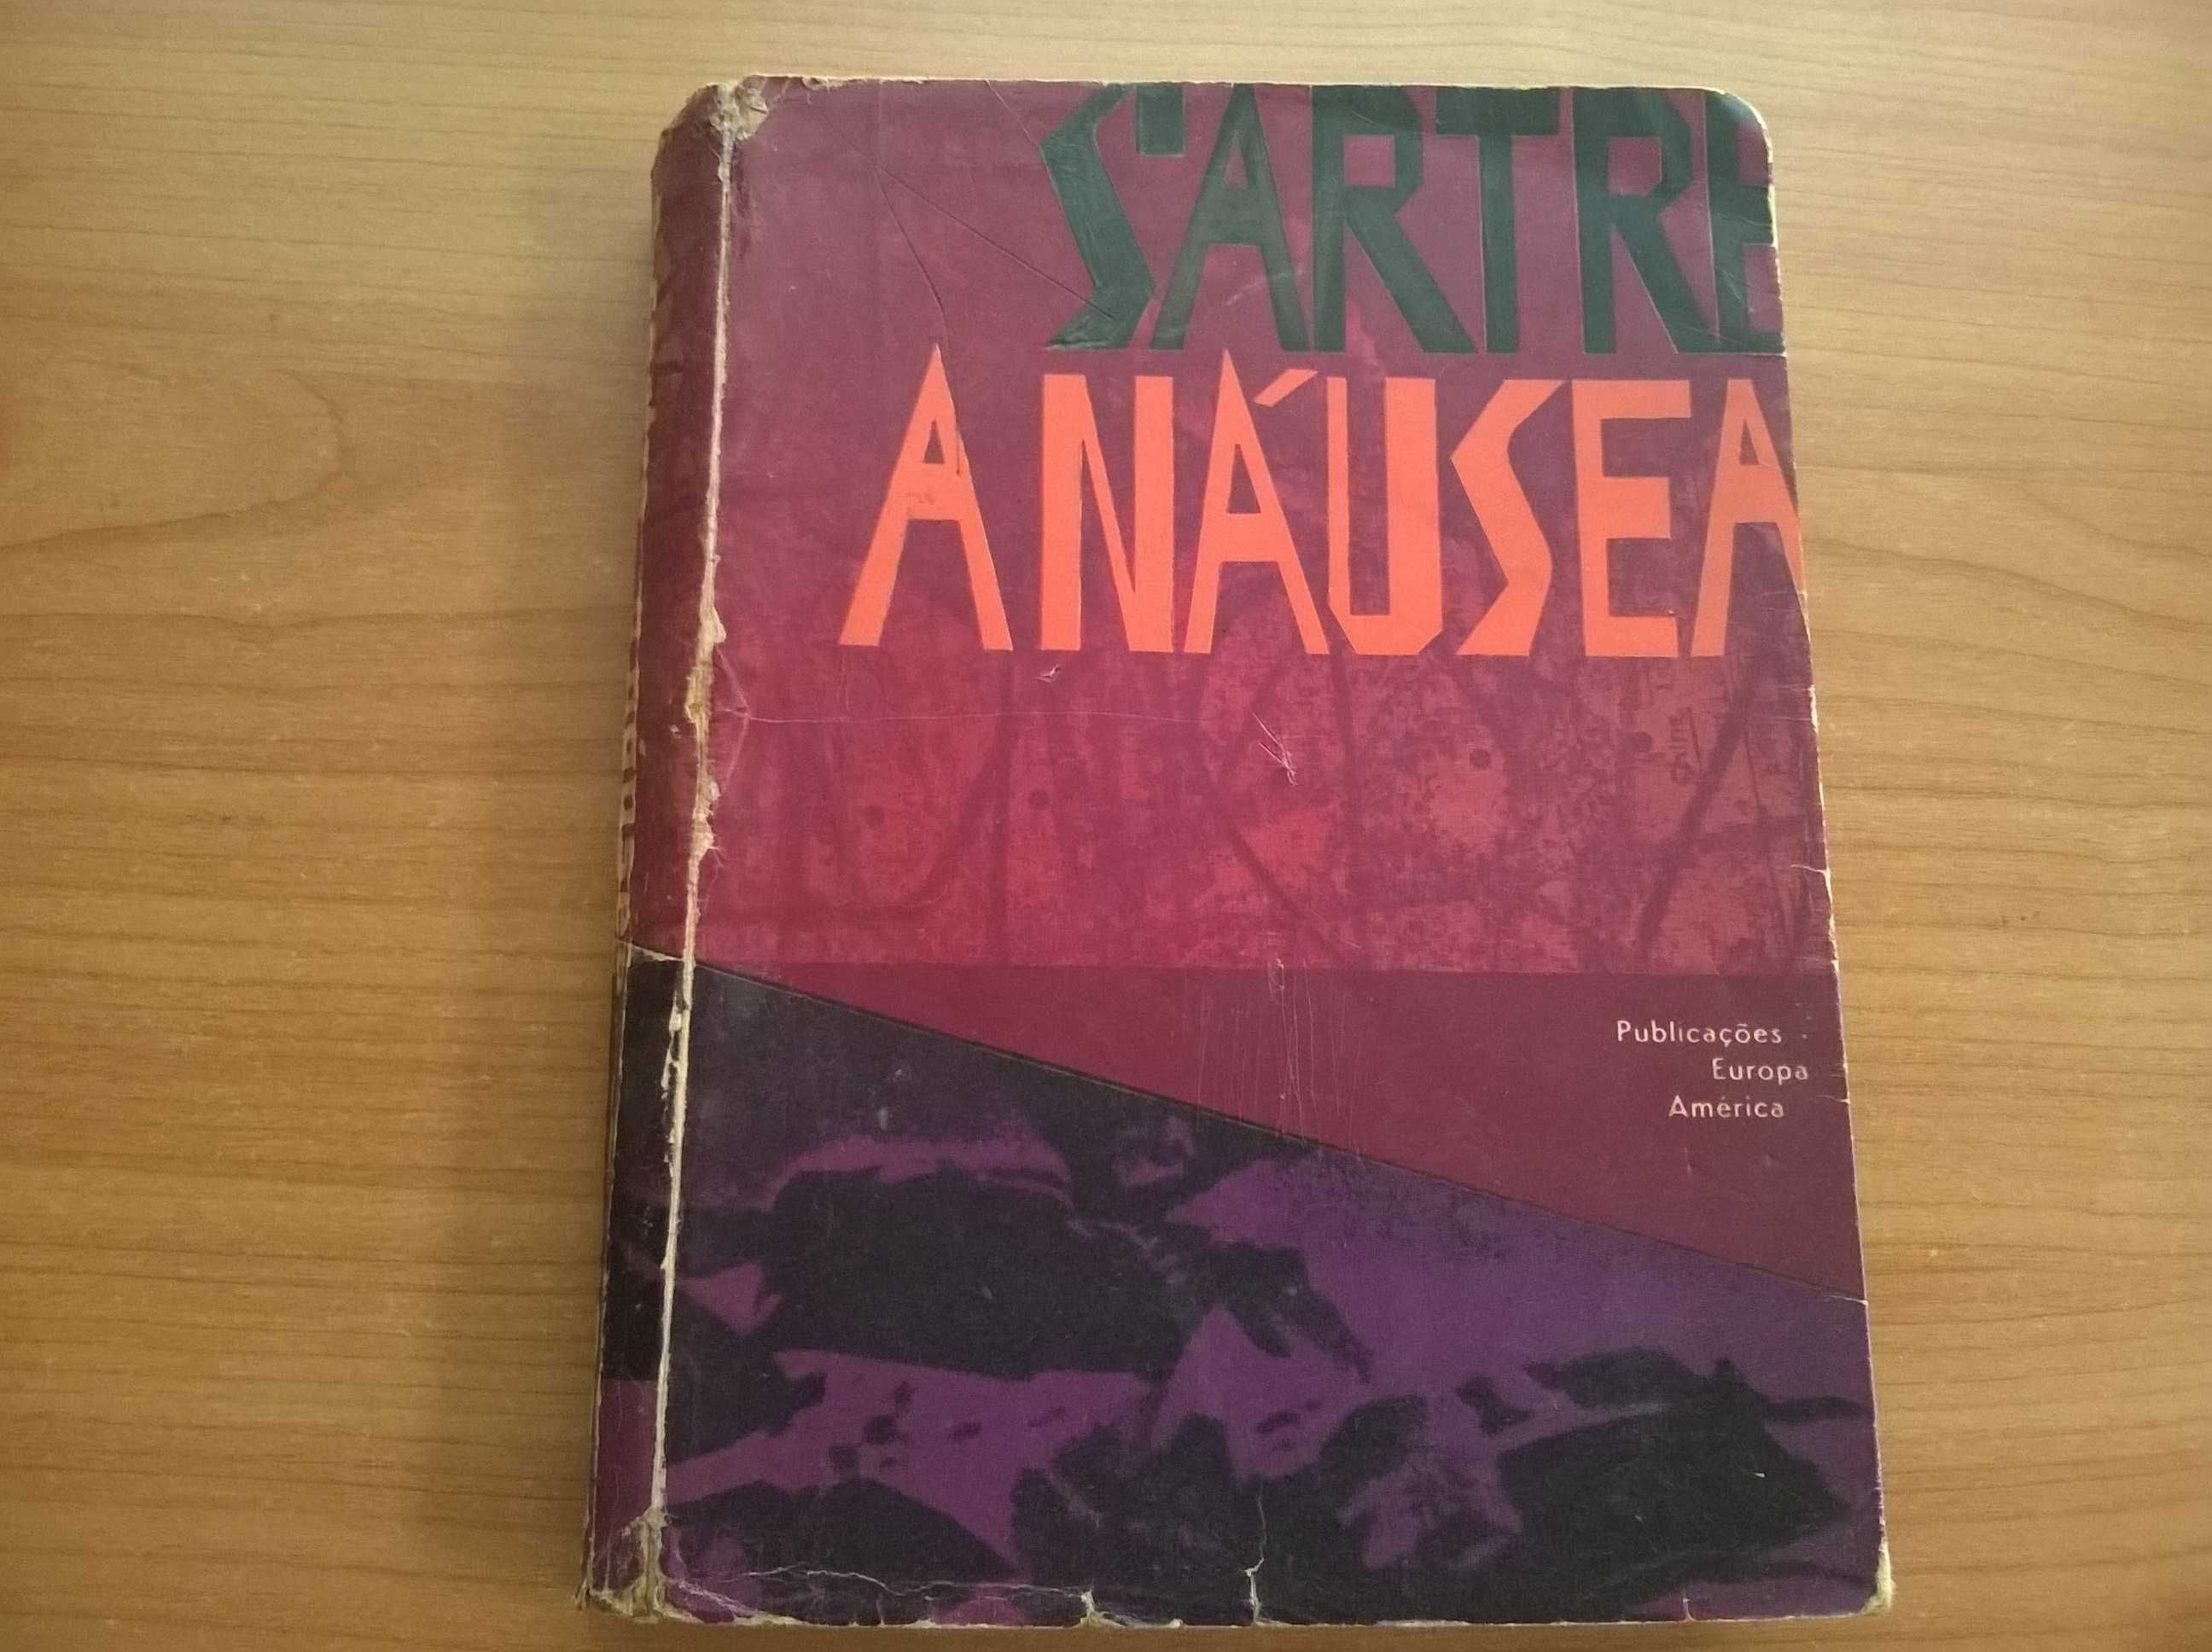 SARTRE
A NÁUSEA
Publicações
Europa
América